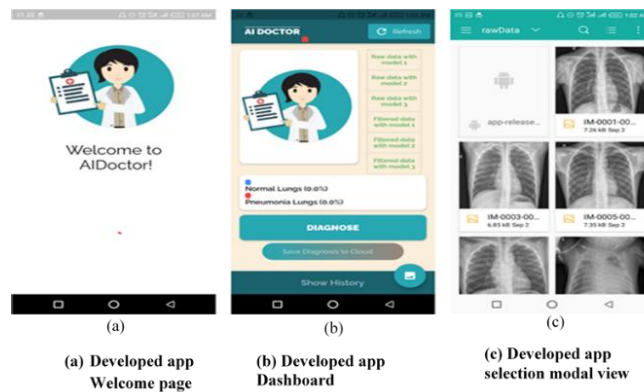 1:57 AM
Welcome to
AIDoctor!
(a)
(a) Developed app
Welcome page
AI DOCTOR
Refresh
Raw data with
model 1
Raw data with
model 2
Raw data with
model 3
Filtered data
with model 1
Filtered data
with model 2
Filtered data
with model 3
Normal Lungs (0.0%)
Pneumonia Lungs (0.0%)
DIAGNOSE
Save Diagnosis to Cloud
Show History
(b)
(b) Developed app
Dashboard
rawData
app-release...
IM-0001-00...
7.26 kB Sep 2
IM-0003-00...
6.85 kB Sep 2
IM-0005-00...
7.35 kB Sep 2
(c)
(c) Developed app
selection modal view